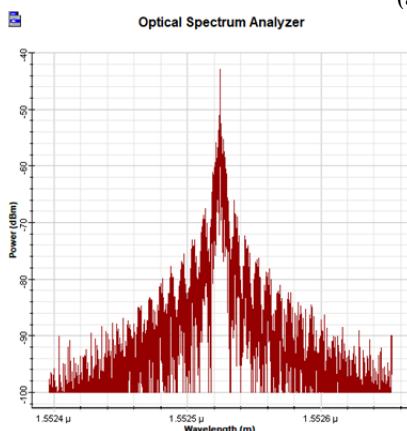 Optical Spectrum Analyzer
-40
-50
-60
-70
-80
-90
-100
Power (dBm)
1.5524 µ
1.5525 µ
1.5526 µ
Wavelength (m)